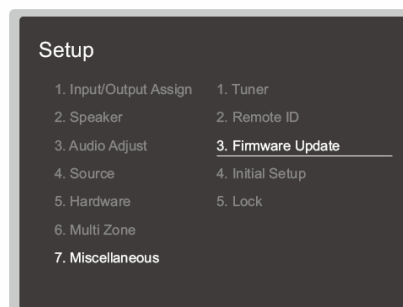 Setup
1. Input/Output Assign
2. Speaker
3. Audio Adjust
4. Source
5. Hardware
6. Multi Zone
7. Miscellaneous
1. Tuner
2. Remote ID
3. Firmware Update
4. Initial Setup
5. Lock